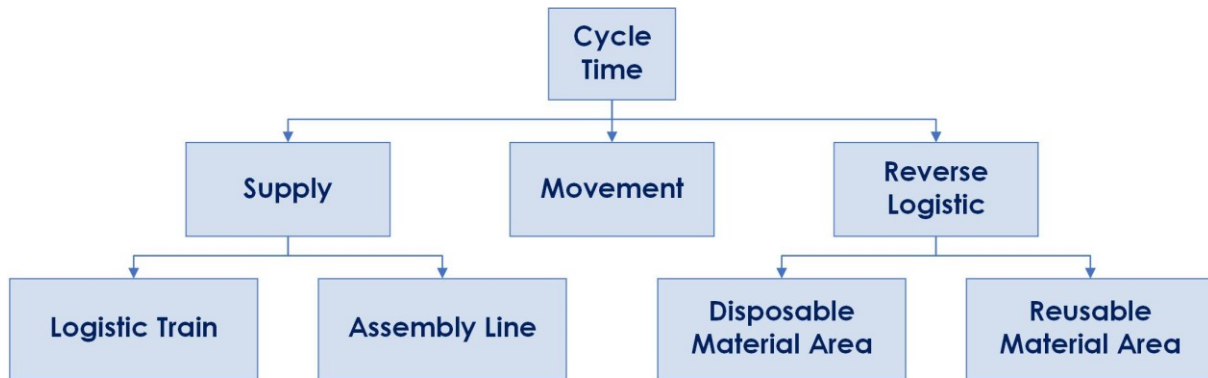 Cycle
Time
Supply
Movement
Reverse
Logistic
Logistic Train
Assembly Line
Disposable
Material Area
Reusable
Material Area